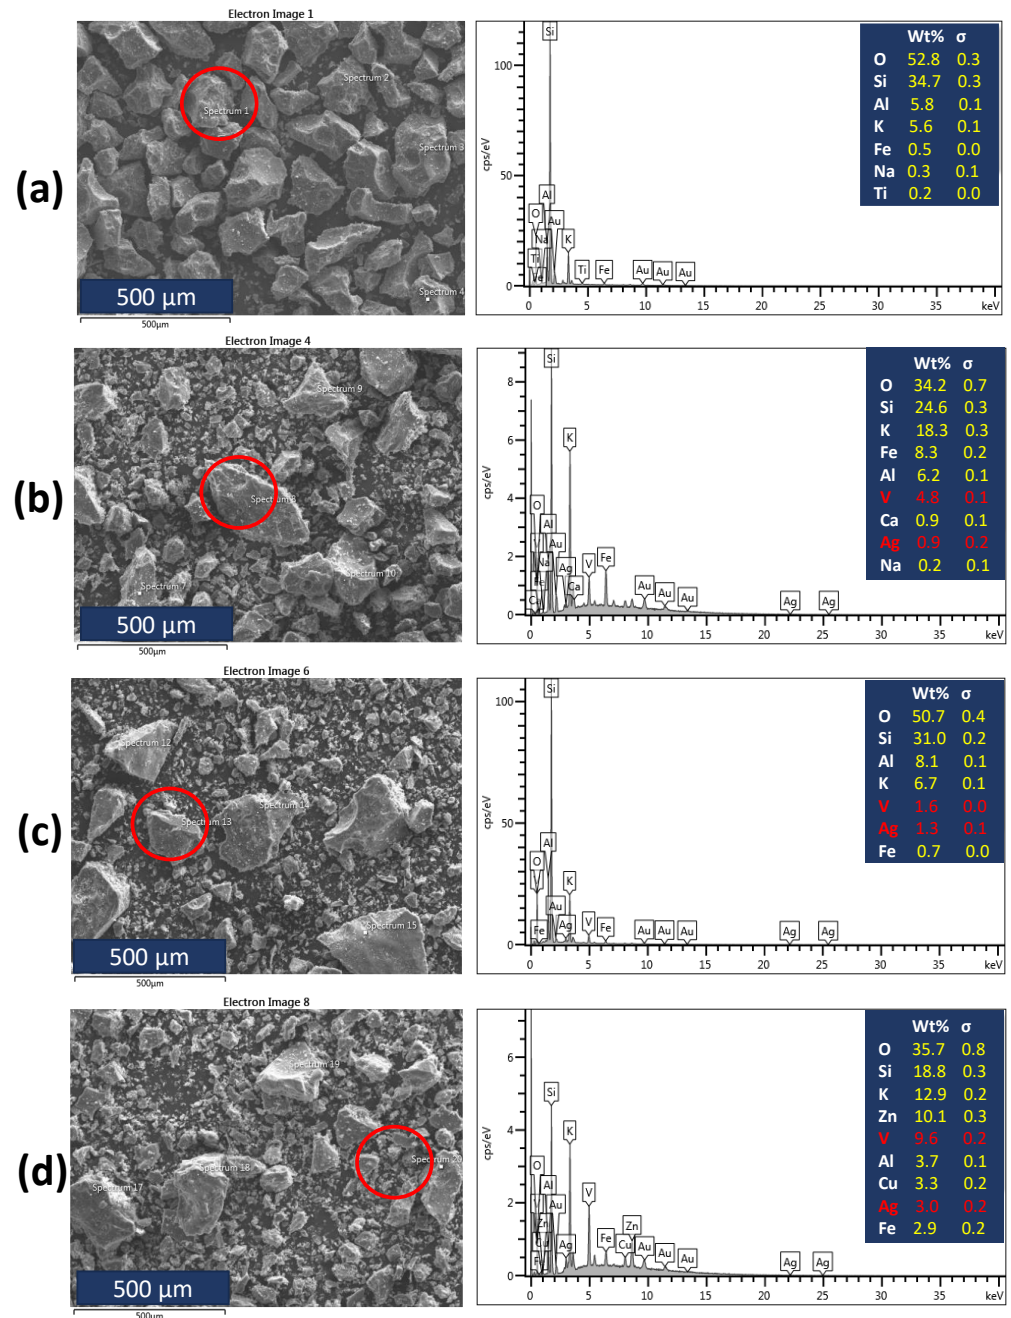 Electron Image 1
(a)
Spectrum 1
Spectrum 2
Spectrum 3
Spectrum 4
500 µm
500µm
cps/eV
100
50
0
Si
Al
O
Au
Na
K
Ti
Fe
Ti
Fe
Au
Au
Au
0 5 10 15 20 25 30 35 keV
Wt% σ
O 52.8 0.3
Si 34.7 0.3
Al 5.8 0.1
K 5.6 0.1
Fe 0.5 0.0
Na 0.3 0.1
Ti 0.2 0.0
Electron Image 4
(b)
Spectrum 9
Spectrum 8
Spectrum 10
Spectrum 7
500 µm
500µm
cps/eV
8
6
4
2
0
Si
K
O
Al
V
Au
Na
Ag
Fe
Ca
Ca
V
Fe
Au
Au
Au
Ag
Ag
0 5 10 15 20 25 30 35 keV
Wt% σ
O 34.2 0.7
Si 24.6 0.3
K 18.3 0.3
Fe 8.3 0.2
Al 6.2 0.1
V 4.8 0.1
Ca 0.9 0.1
Ag 0.9 0.2
Na 0.2 0.1
Electron Image 6
(c)
Spectrum 12
Spectrum 14
Spectrum 13
Spectrum 15
500 µm
500µm
cps/eV
100
50
0
Si
Al
O
K
Au
Ag
Fe
V
Fe
Au
Au
Au
Ag
Ag
0 5 10 15 20 25 30 35 keV
Wt% σ
O 50.7 0.4
Si 31.0 0.2
Al 8.1 0.1
K 6.7 0.1
V 1.6 0.0
Ag 1.3 0.1
Fe 0.7 0.0
Electron Image 8
(d)
Spectrum 19
Spectrum 20
Spectrum 18
Spectrum 17
500 µm
500µm
cps/eV
6
4
2
0
Si
K
O
Al
V
Au
Zn
Cu
Ag
V
Fe
Cu
Zn
Au
Au
Au
Ag
Ag
0 5 10 15 20 25 30 35 keV
Wt% σ
O 35.7 0.8
Si 18.8 0.3
K 12.9 0.2
Zn 10.1 0.3
V 9.6 0.2
Al 3.7 0.1
Cu 3.3 0.2
Ag 3.0 0.2
Fe 2.9 0.2